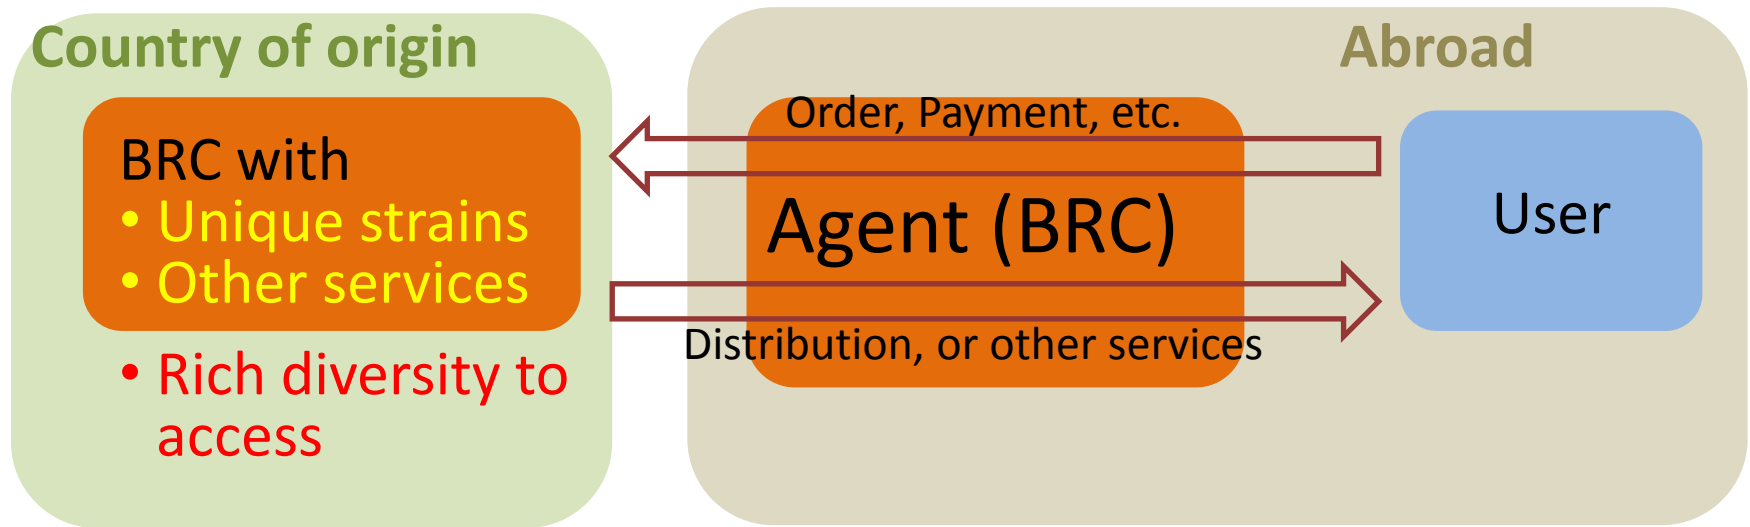 Country of origin
BRC with
• Unique strains
• Other services
• Rich diversity to
access
Abroad
Order, Payment, etc.
Agent (BRC)
Distribution, or other services
User